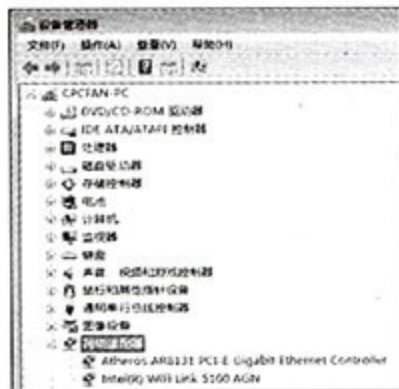 设备管理器
文件(F) 操作(A) 查看(V) 帮助(H)
CPCFAN-PC
DVD/CD-ROM 驱动器
IDE ATA/ATAPI 控制器
处理器
磁盘驱动器
存储控制器
电池
计算机
监视器
键盘
声音、视频和游戏控制器
鼠标和其他指针设备
通用串行总线控制器
图像设备
网络适配器
Atheros AR8131 PCI-E Gigabit Ethernet Controller
Intel(R) WiFi Link 5100 AGN